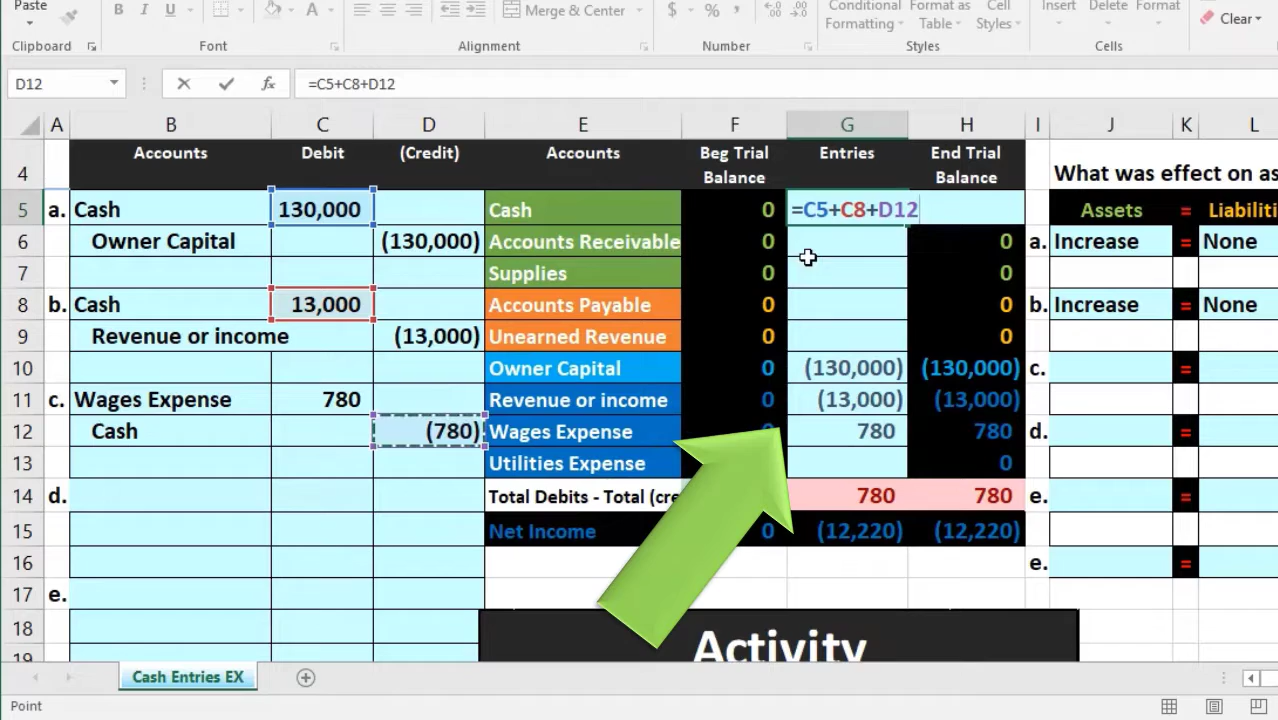 Paste B I U A Merge & Center $ % Conditional Format as Cell Insert Delete Format Clear
Formatting Table Styles
Clipboard Font Alignment Number Styles Cells
D12 fx =C5+C8+D12
A B C D E F G H I J K L
4 Accounts Debit (Credit) Accounts Beg Trial Balance Entries End Trial Balance What was effect on as
5 a. Cash 130,000 Cash 0 =C5+C8+D12 Assets = Liabiliti
6 Owner Capital (130,000) Accounts Receivable 0 0 a. Increase = None
7 Supplies 0 0
8 b. Cash 13,000 Accounts Payable 0 0 b. Increase = None
9 Revenue or income (13,000) Unearned Revenue 0 0
10 Owner Capital 0 (130,000) (130,000) c. =
11 c. Wages Expense 780 Revenue or income 0 (13,000) (13,000)
12 Cash (780) Wages Expense 780 780 d. =
13 Utilities Expense 0
14 d. Total Debits - Total (cre 780 780 e. =
15 Net Income 0 (12,220) (12,220)
16 e. =
17 e.
18 Activity
19
Cash Entries EX
Point